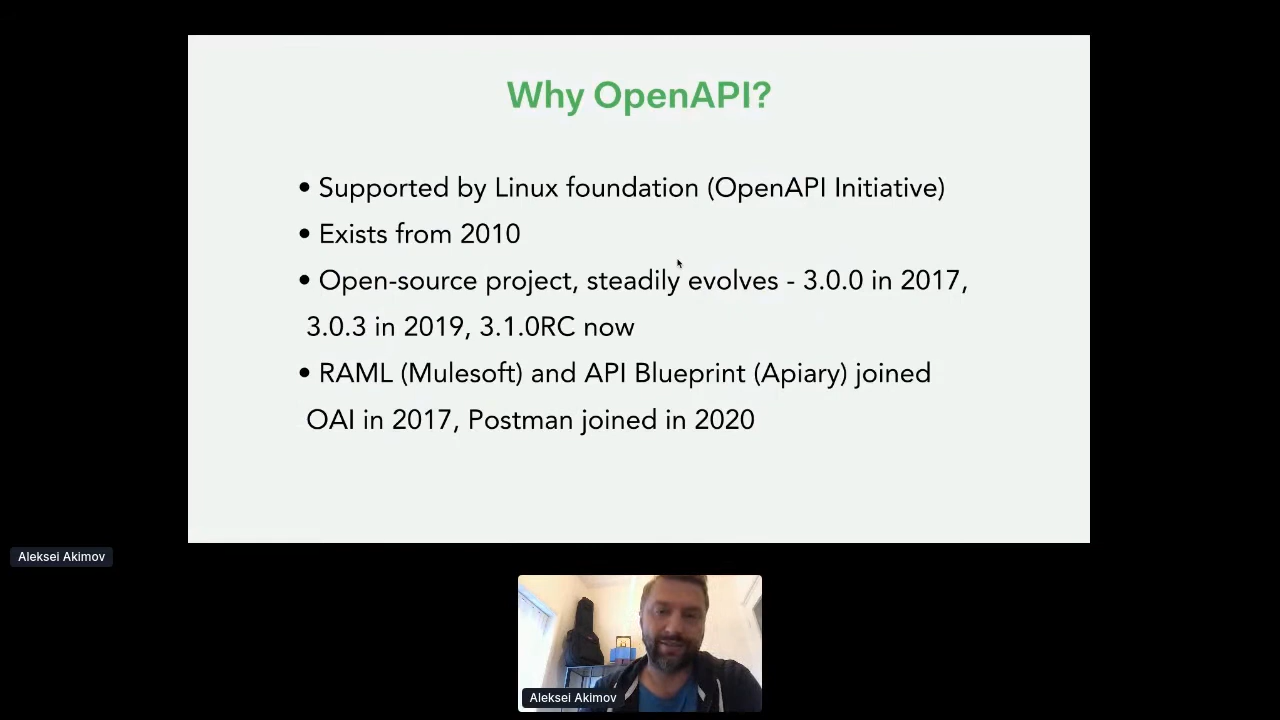 Why OpenAPI?
• Supported by Linux foundation (OpenAPI Initiative)
• Exists from 2010
• Open-source project, steadily evolves - 3.0.0 in 2017,
3.0.3 in 2019, 3.1.0RC now
• RAML (Mulesoft) and API Blueprint (Apiary) joined
OAI in 2017, Postman joined in 2020
Aleksei Akimov
Aleksei Akimov